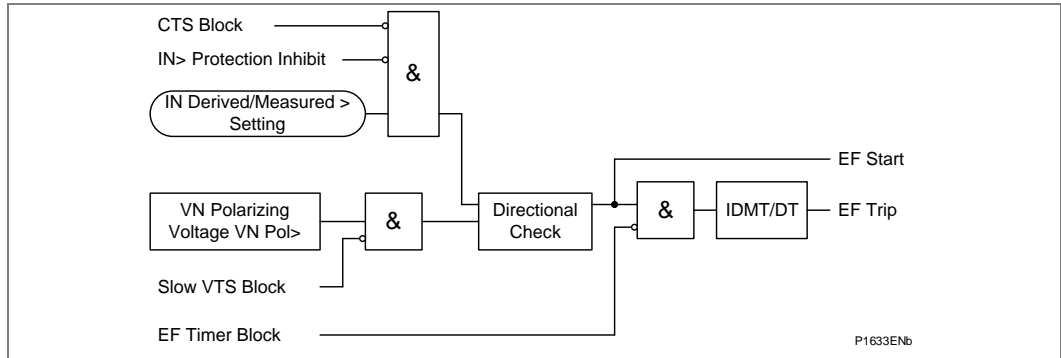 CTS Block
IN> Protection Inhibit
&
IN Derived/Measured >
Setting
EF Start
VN Polarizing
Voltage VN Pol>
&
Directional
Check
&
IDMT/DT
EF Trip
Slow VTS Block
EF Timer Block
P1633ENb